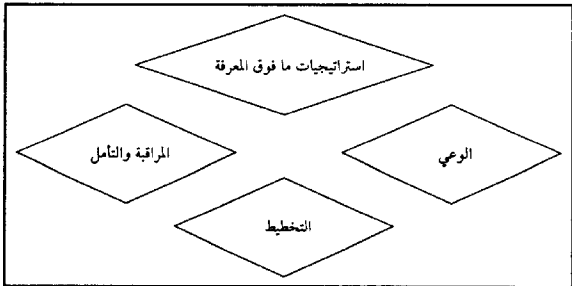 استراتيجيات ما فوق المعرفة
الوعي
المراقبة والتأمل
التخطيط